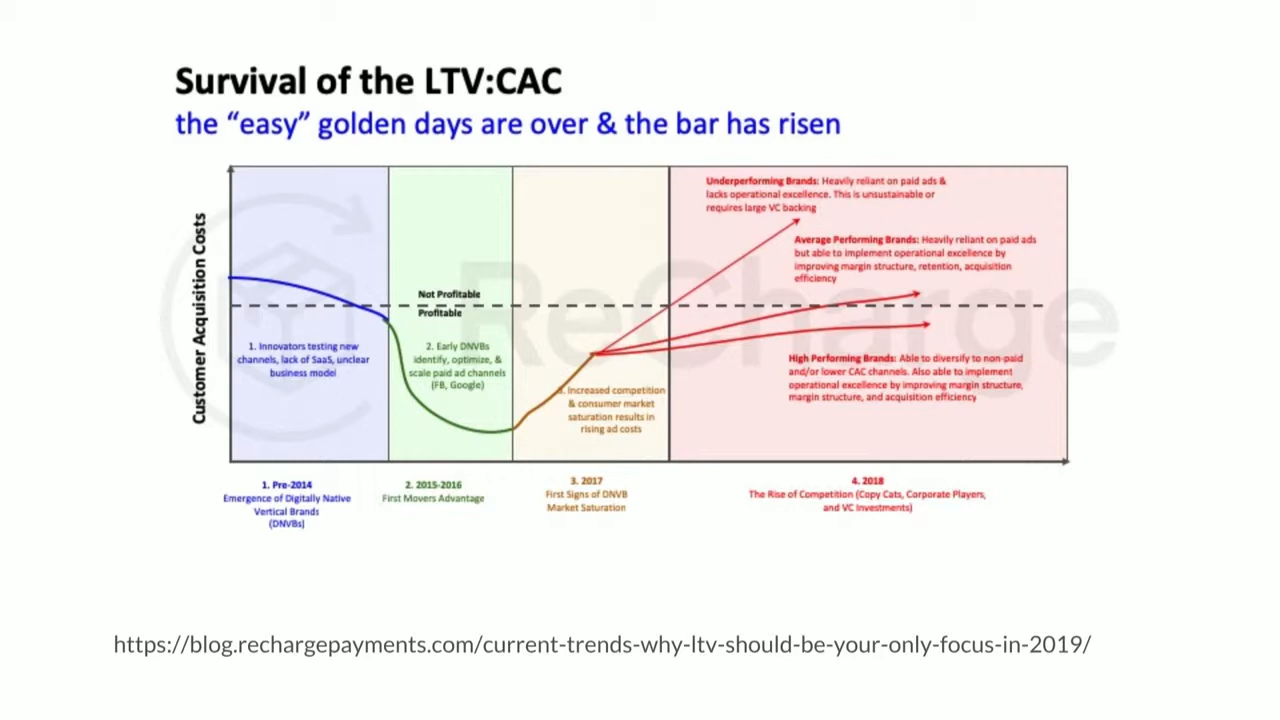 Survival of the LTV:CAC
the “easy” golden days are over & the bar has risen
Customer Acquisition Costs
ReCharge
Not Profitable
Profitable
1. Innovators testing new
channels, lack of SaaS, unclear
business model
2. Early DNVBs
identify, optimize, &
scale paid ad channels
(FB, Google)
3. Increased competition
& consumer market
saturation results in
rising ad costs
Underperforming Brands: Heavily reliant on paid ads &
lacks operational excellence. This is unsustainable or
requires large VC backing
Average Performing Brands: Heavily reliant on paid ads
but able to implement operational excellence by
improving margin structure, retention, acquisition
efficiency
High Performing Brands: Able to diversify to non-paid
and/or lower CAC channels. Also able to implement
operational excellence by improving margin structure,
margin structure, and acquisition efficiency
1. Pre-2014
Emergence of Digitally Native
Vertical Brands
(DNVBs)
2. 2015-2016
First Movers Advantage
3. 2017
First Signs of DNVB
Market Saturation
4. 2018
The Rise of Competition (Copy Cats, Corporate Players,
and VC Investments)
https://blog.rechargepayments.com/current-trends-why-ltv-should-be-your-only-focus-in-2019/